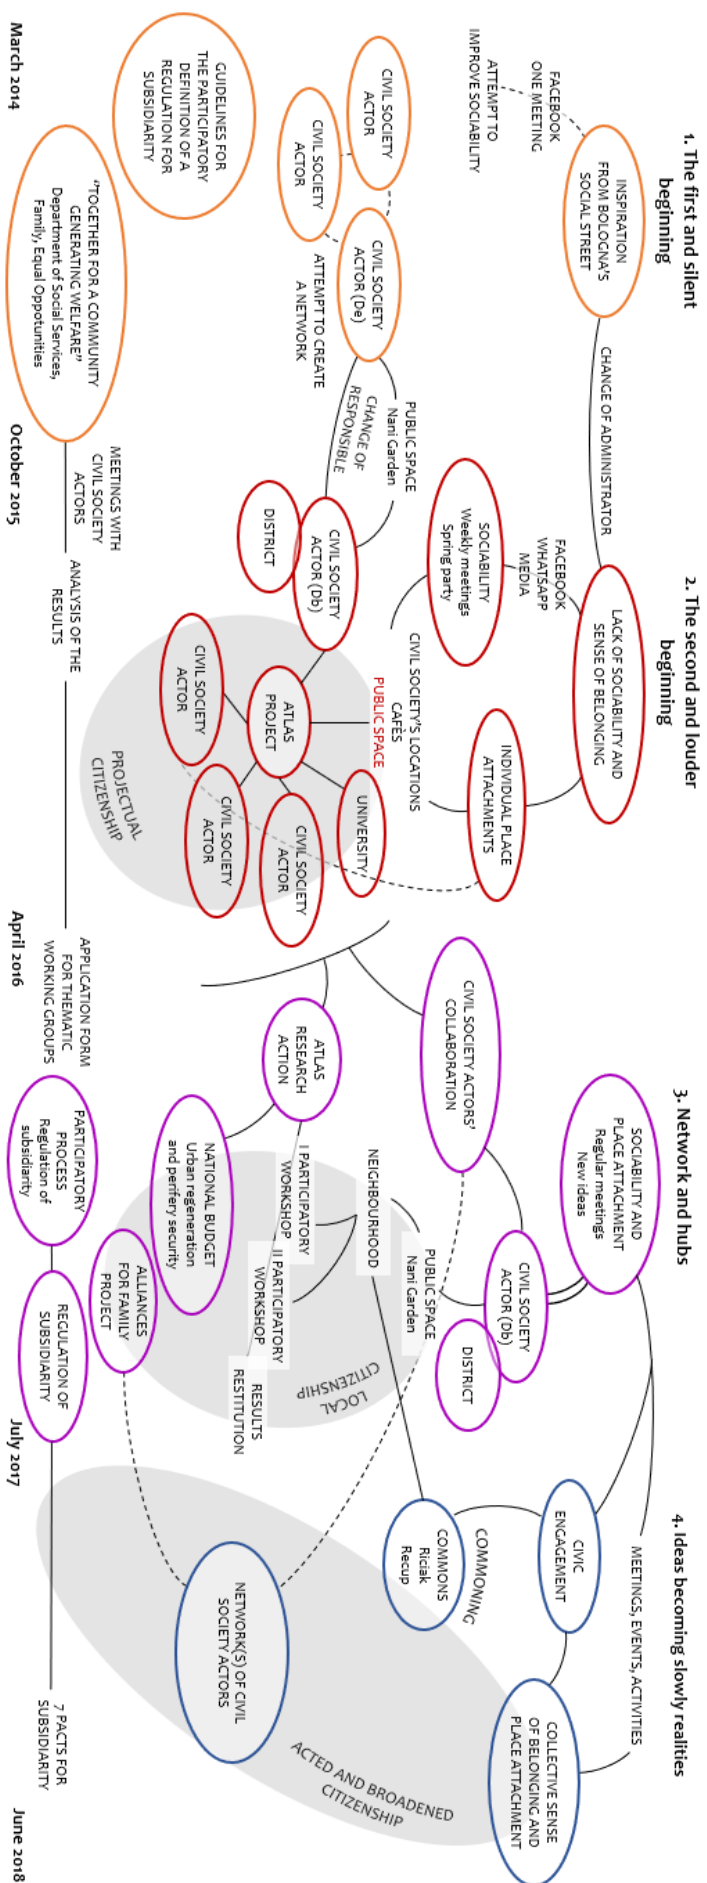 1. The first and silent
beginning
2. The second and louder
beginning
3. Network and hubs
4. Ideas becoming slowly realities
INSPIRATION
FROM BOLOGNA'S
SOCIAL STREET
FACEBOOK
ONE MEETING
ATTEMPT TO
IMPROVE SOCIABILITY
CHANGE OF ADMINISTRATOR
CIVIL SOCIETY
ACTOR
CIVIL SOCIETY
ACTOR
CIVIL SOCIETY
ACTOR (De)
ATTEMPT TO CREATE
A NETWORK
PUBLIC SPACE
Nani Garden
CHANGE OF
RESPONSIBLE
GUIDELINES FOR
THE PARTICIPATORY
DEFINITION OF A
REGULATION FOR
SUBSIDIARITY
"TOGETHER FOR A COMMUNITY
GENERATING WELFARE"
Department of Social Services,
Family, Equal Oppotunities
LACK OF SOCIABILITY AND
SENSE OF BELONGING
FACEBOOK
WHATSAPP
MEDIA
SOCIABILITY
Weekly meetings
Spring party
INDIVIDUAL PLACE
ATTACHMENTS
CIVIL SOCIETY'S LOCATIONS
CAFÈS
PUBLIC SPACE
CIVIL SOCIETY
ACTOR (Db)
DISTRICT
ATLAS
PROJECT
UNIVERSITY
CIVIL SOCIETY
ACTOR
CIVIL SOCIETY
ACTOR
CIVIL SOCIETY
ACTOR
PROJECTUAL
CITIZENSHIP
MEETINGS WITH
CIVIL SOCIETY
ACTORS
ANALYSIS OF THE
RESULTS
SOCIABILITY AND
PLACE ATTACHMENT
Regular meetings
New ideas
CIVIL SOCIETY ACTORS'
COLLABORATION
CIVIL SOCIETY
ACTOR (Db)
DISTRICT
PUBLIC SPACE
Nani Garden
NEIGHBOURHOOD
ATLAS
RESEARCH
ACTION
I PARTICIPATORY
WORKSHOP
II PARTICIPATORY
WORKSHOP
RESULTS
RESTITUTION
LOCAL
CITIZENSHIP
NATIONAL BUDGET
Urban regeneration
and perifery security
ALLIANCES
FOR FAMILY
PROJECT
APPLICATION FORM
FOR THEMATIC
WORKING GROUPS
PARTICIPATORY
PROCESS
Regulation of
subsidiarity
REGULATION OF
SUBSIDIARITY
MEETINGS, EVENTS, ACTIVITIES
CIVIC
ENGAGEMENT
COMMONING
COMMONS
Riciak
Recup
COLLECTIVE SENSE
OF BELONGING AND
PLACE ATTACHMENT
NETWORK(S) OF CIVIL
SOCIETY ACTORS
ACTED AND BROADENED
CITIZENSHIP
7 PACTS FOR
SUBSIDIARITY
March 2014
October 2015
April 2016
July 2017
June 2018